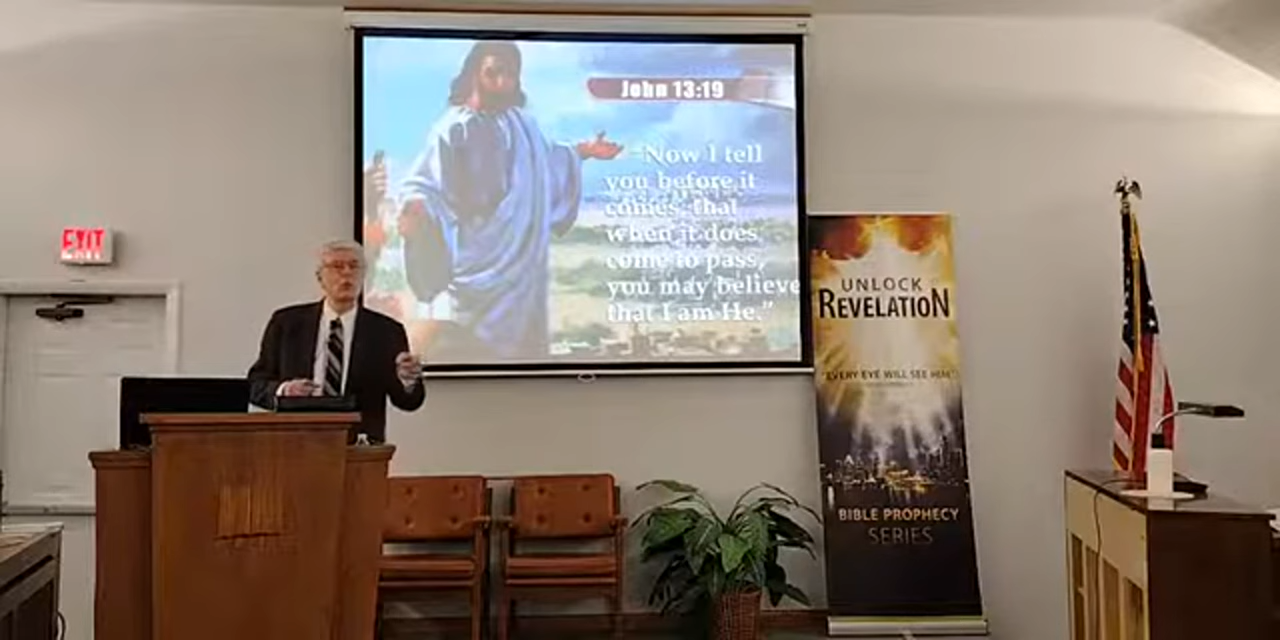 EXIT
John 13:19
"Now I tell
you before it
comes, that
when it does
come to pass,
you may believe
that I am He."
UNLOCK
REVELATION
"EVERY EYE WILL SEE HIM"
BIBLE PROPHECY
SERIES